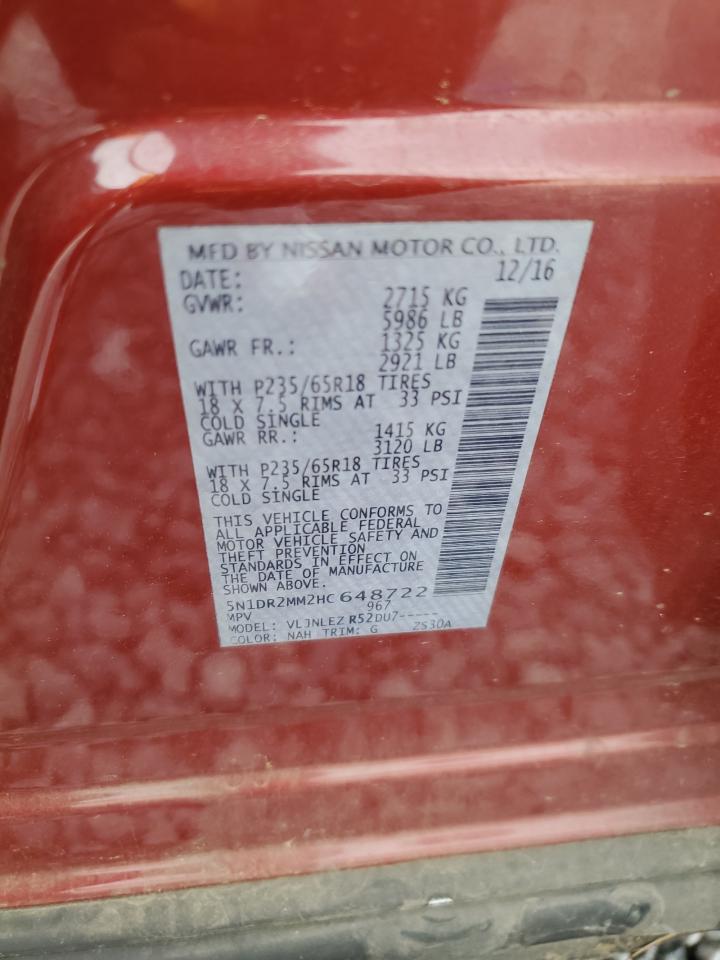 MFD BY NISSAN MOTOR CO., LTD.
DATE: 12/16
GVWR: 2715 KG
5986 LB
GAWR FR.: 1325 KG
2921 LB
WITH P235/65R18 TIRES
18 X 7.5 RIMS AT 33 PSI
COLD SINGLE
GAWR RR.: 1415 KG
3120 LB
WITH P235/65R18 TIRES
18 X 7.5 RIMS AT 33 PSI
COLD SINGLE
THIS VEHICLE CONFORMS TO
ALL APPLICABLE FEDERAL
MOTOR VEHICLE SAFETY AND
THEFT PREVENTION
STANDARDS IN EFFECT ON
THE DATE OF MANUFACTURE
SHOWN ABOVE.
5N1DR2MM2HC 648722
MPV 967
MODEL: VLJNLEZ R52DU7-----
COLOR: NAH TRIM: G ZS30A